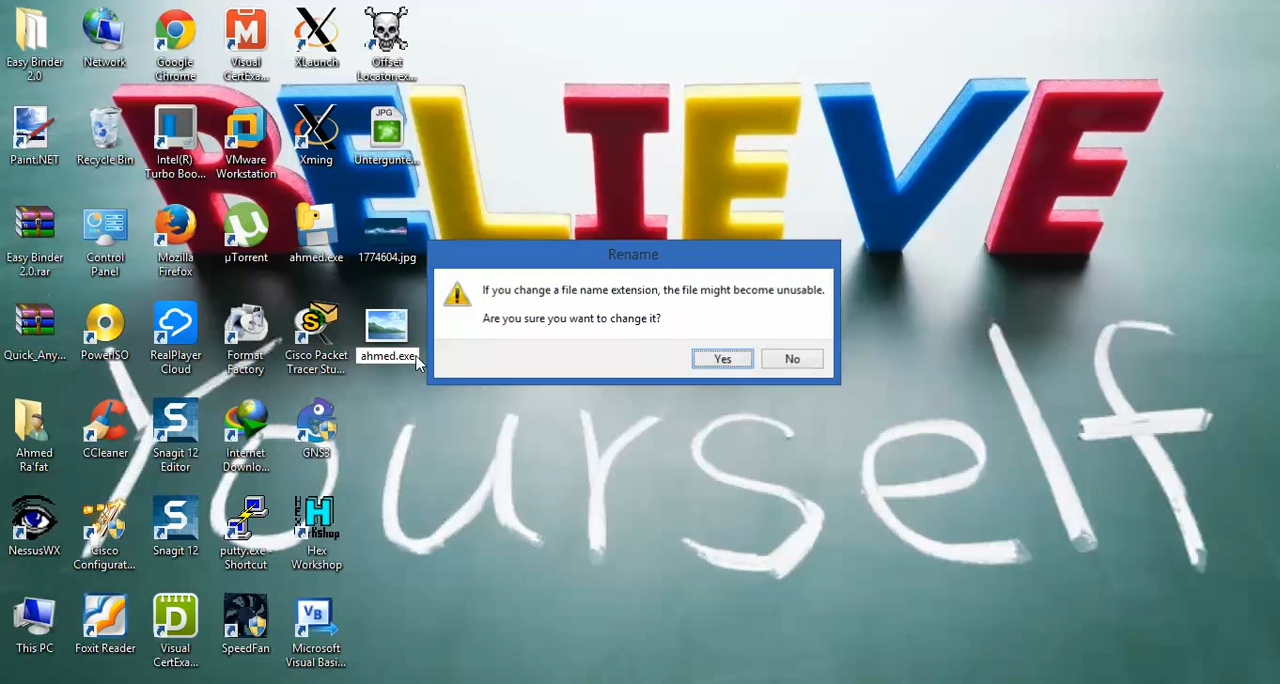 Easy Binder
2.0
Network
Google
Chrome
Visual
CertExa...
XLaunch
Offset
Locator.ex...
BELIEVE
Paint.NET
Recycle Bin
Intel(R)
Turbo Boo...
VMware
Workstation
Xming
JPG
Untergunte...
Easy Binder
2.0.rar
Control
Panel
Mozilla
Firefox
µTorrent
ahmed.exe
1774604.jpg
Rename
If you change a file name extension, the file might become unusable.
Are you sure you want to change it?
Yes
No
Quick_Any...
PowerISO
RealPlayer
Cloud
Format
Factory
Cisco Packet
Tracer Stu...
ahmed.exe
Yourself
Ahmed
Ra'fat
CCleaner
Snagit 12
Editor
Internet
Downlo...
GNS3
NessusWX
Cisco
Configurat...
Snagit 12
putty.exe -
Shortcut
Hex
Workshop
This PC
Foxit Reader
Visual
CertExa...
SpeedFan
VB
Microsoft
Visual Basi...